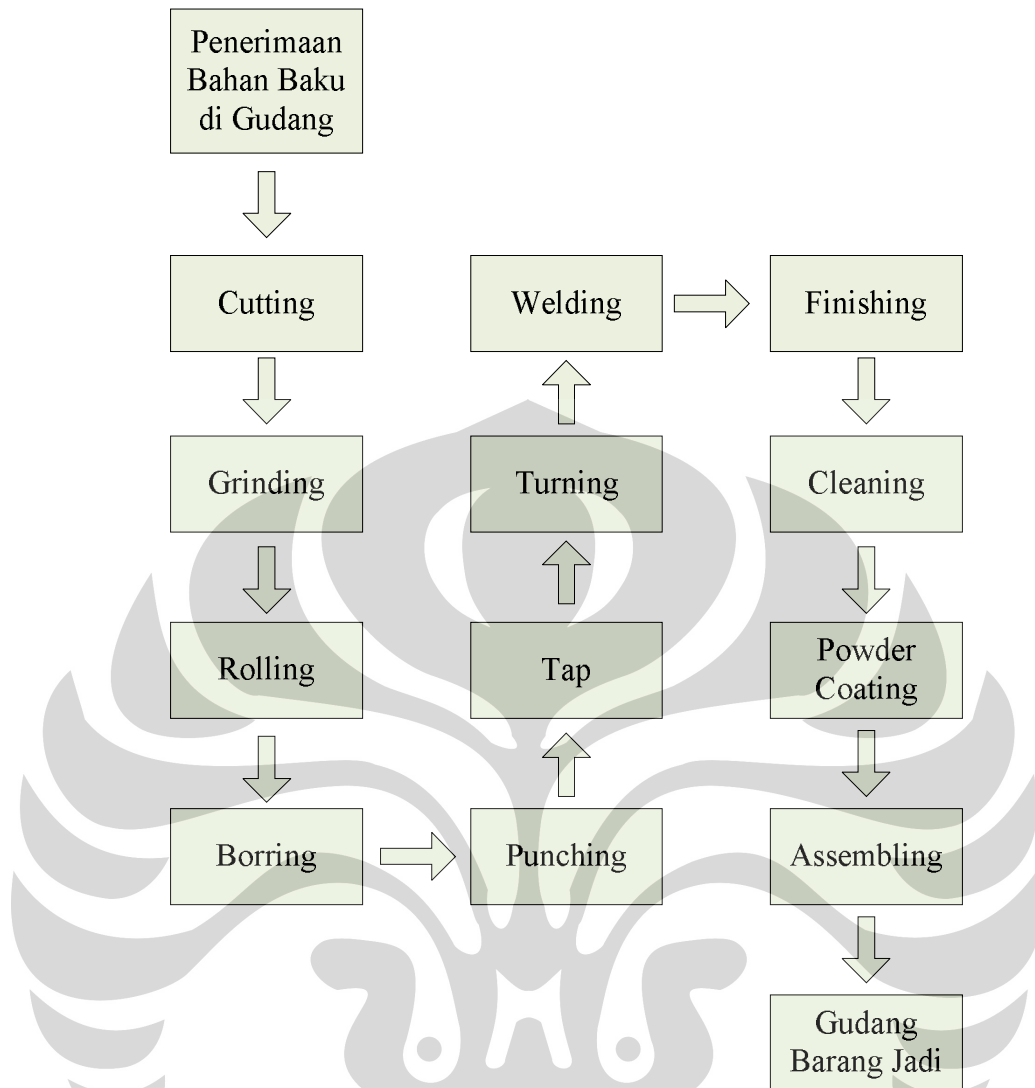 Penerimaan
Bahan Baku
di Gudang
Cutting
Grinding
Rolling
Borring
Punching
Tap
Turning
Welding
Finishing
Cleaning
Powder
Coating
Assembling
Gudang
Barang Jadi